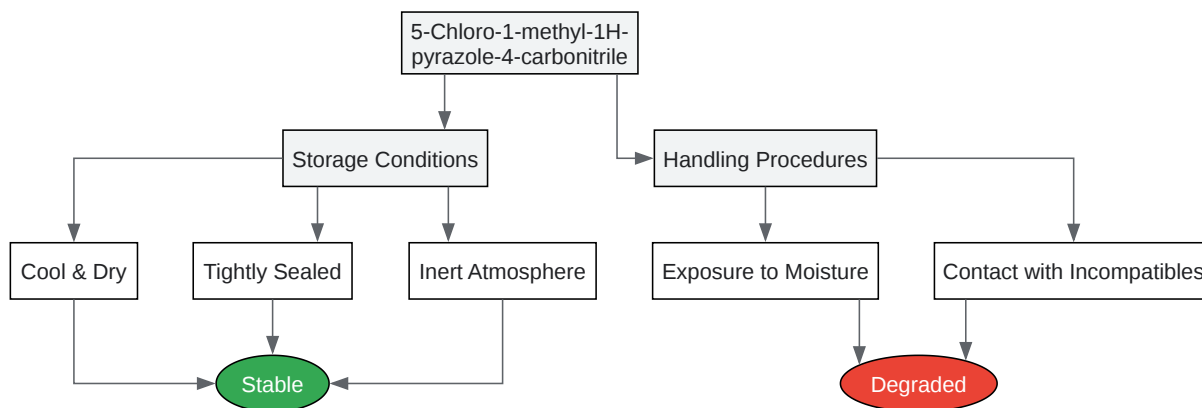 5-Chloro-1-methyl-1H-
pyrazole-4-carbonitrile
Storage Conditions
Handling Procedures
Cool & Dry
Tightly Sealed
Inert Atmosphere
Exposure to Moisture
Contact with Incompatibles
Stable
Degraded